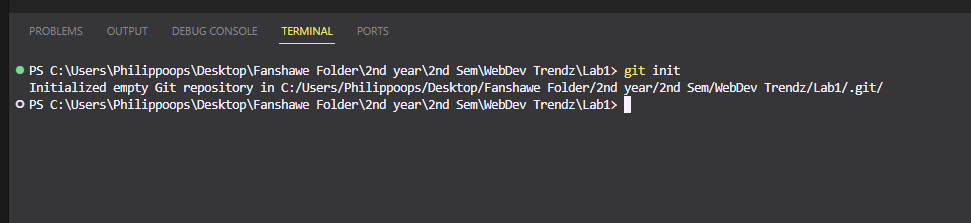 PROBLEMS OUTPUT DEBUG CONSOLE TERMINAL PORTS
PS C:\Users\Philippoops\Desktop\Fanshawe Folder\2nd year\2nd Sem\WebDev Trendz\Lab1> git init
Initialized empty Git repository in C:/Users/Philippoops/Desktop/Fanshawe Folder/2nd year/2nd Sem/WebDev Trendz/Lab1/.git/
PS C:\Users\Philippoops\Desktop\Fanshawe Folder\2nd year\2nd Sem\WebDev Trendz\Lab1>